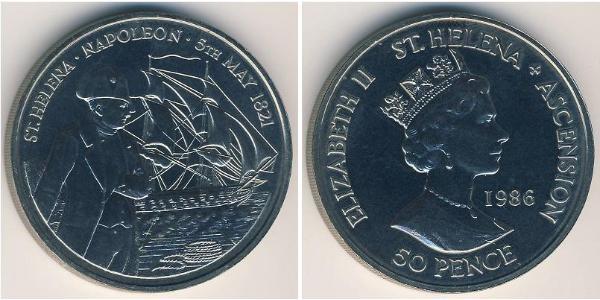 ST. HELENA · NAPOLEON · 5TH MAY 1821
ELIZABETH II ST. HELENA + ASCENSION
1986
50 PENCE